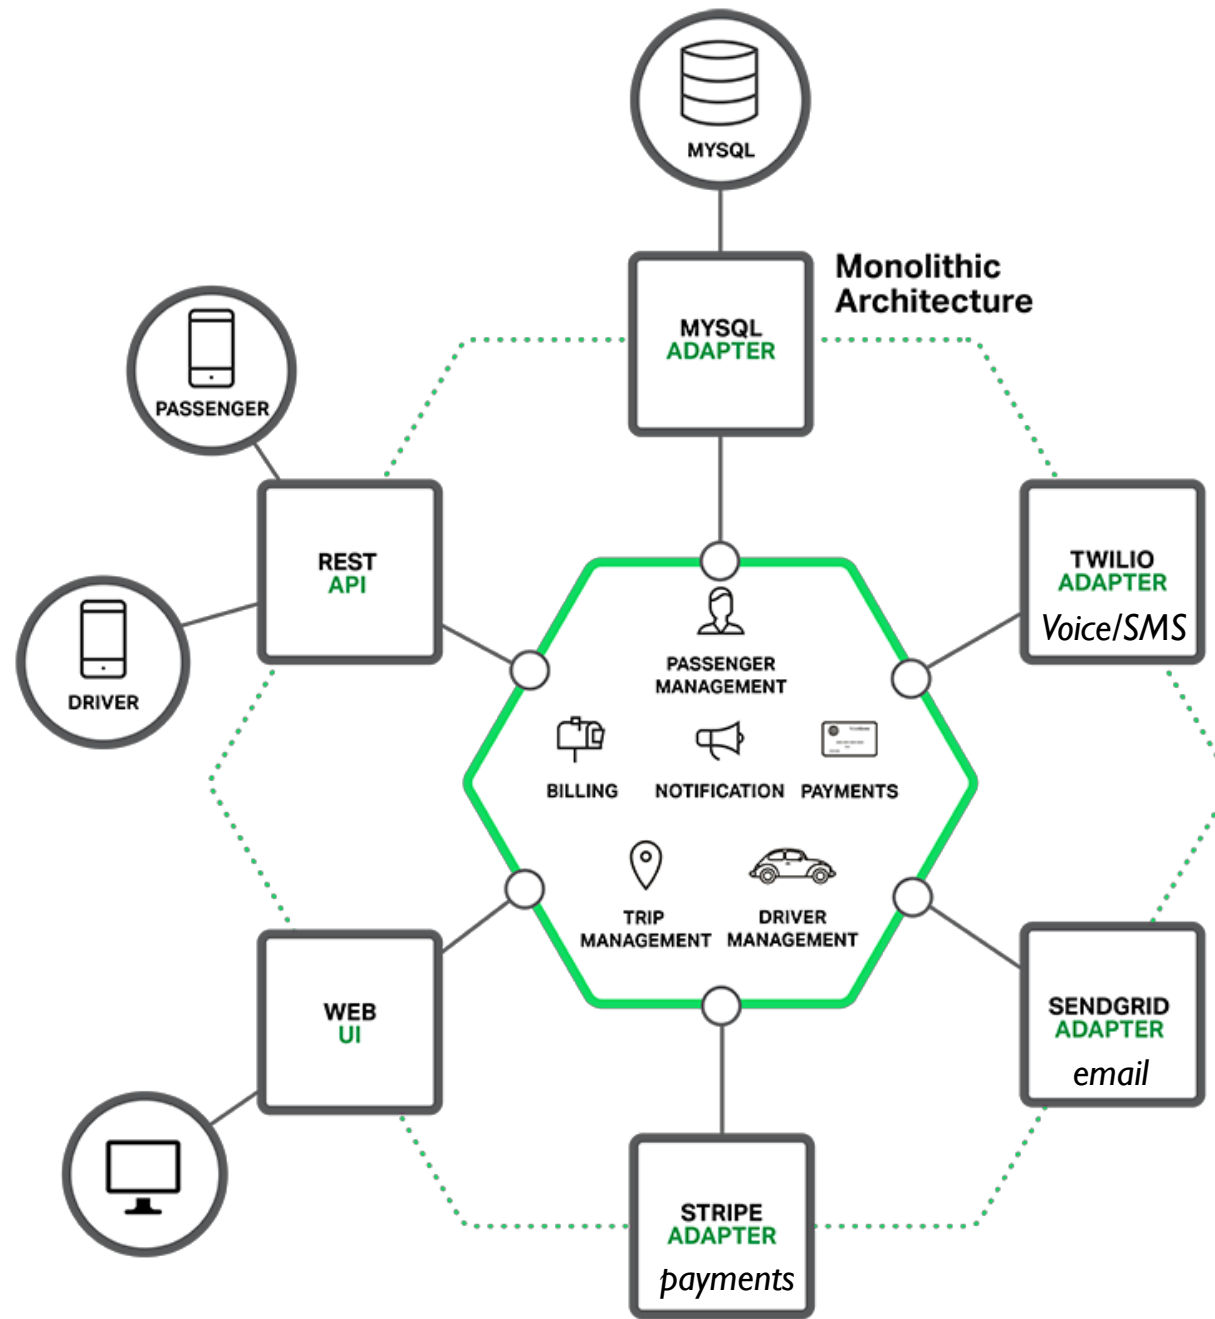 MYSQL
Monolithic
Architecture
MYSQL
ADAPTER
PASSENGER
REST
API
TWILIO
ADAPTER
Voice/SMS
DRIVER
PASSENGER
MANAGEMENT
BILLING
NOTIFICATION
PAYMENTS
TRIP
MANAGEMENT
DRIVER
MANAGEMENT
WEB
UI
SENDGRID
ADAPTER
email
STRIPE
ADAPTER
payments